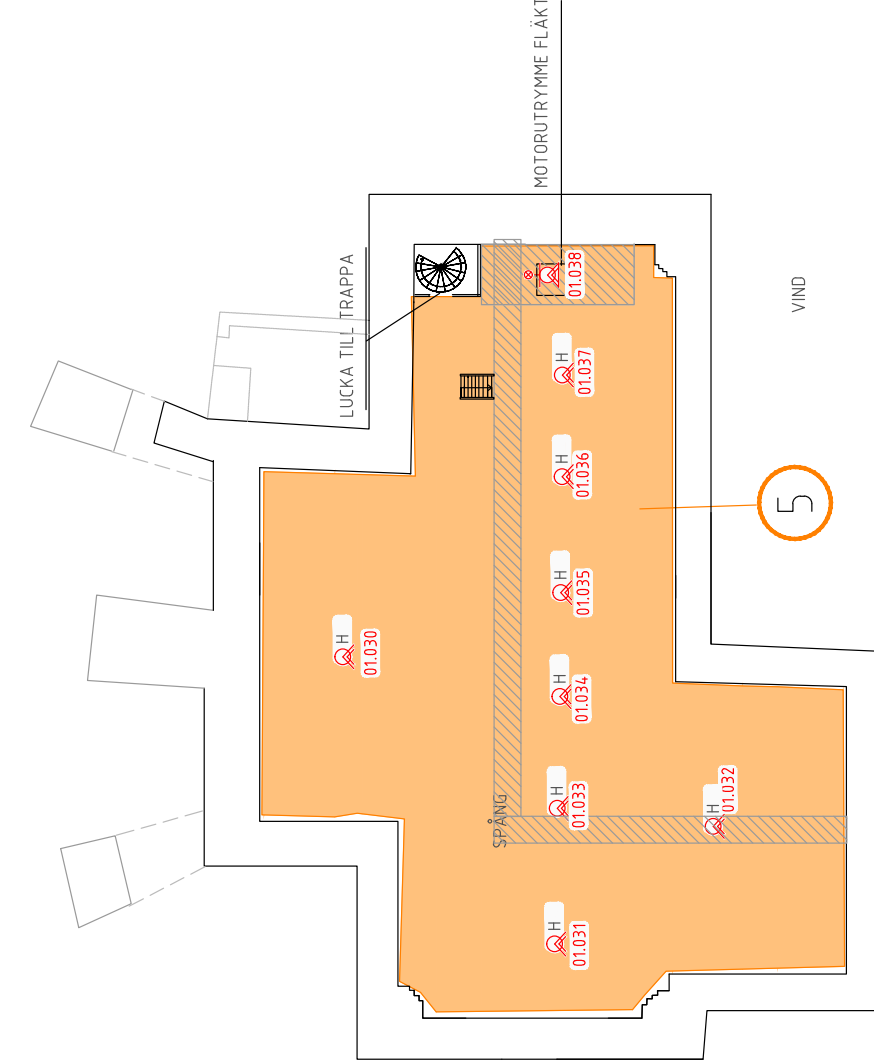 MOTORUTRYMME FLÄKT
LUCKA TILL TRAPPA
VIND
01.038
H
01.037
H
01.036
5
H
01.035
H
01.030
H
01.034
H
01.033
H
01.032
SPÅNG
H
01.031